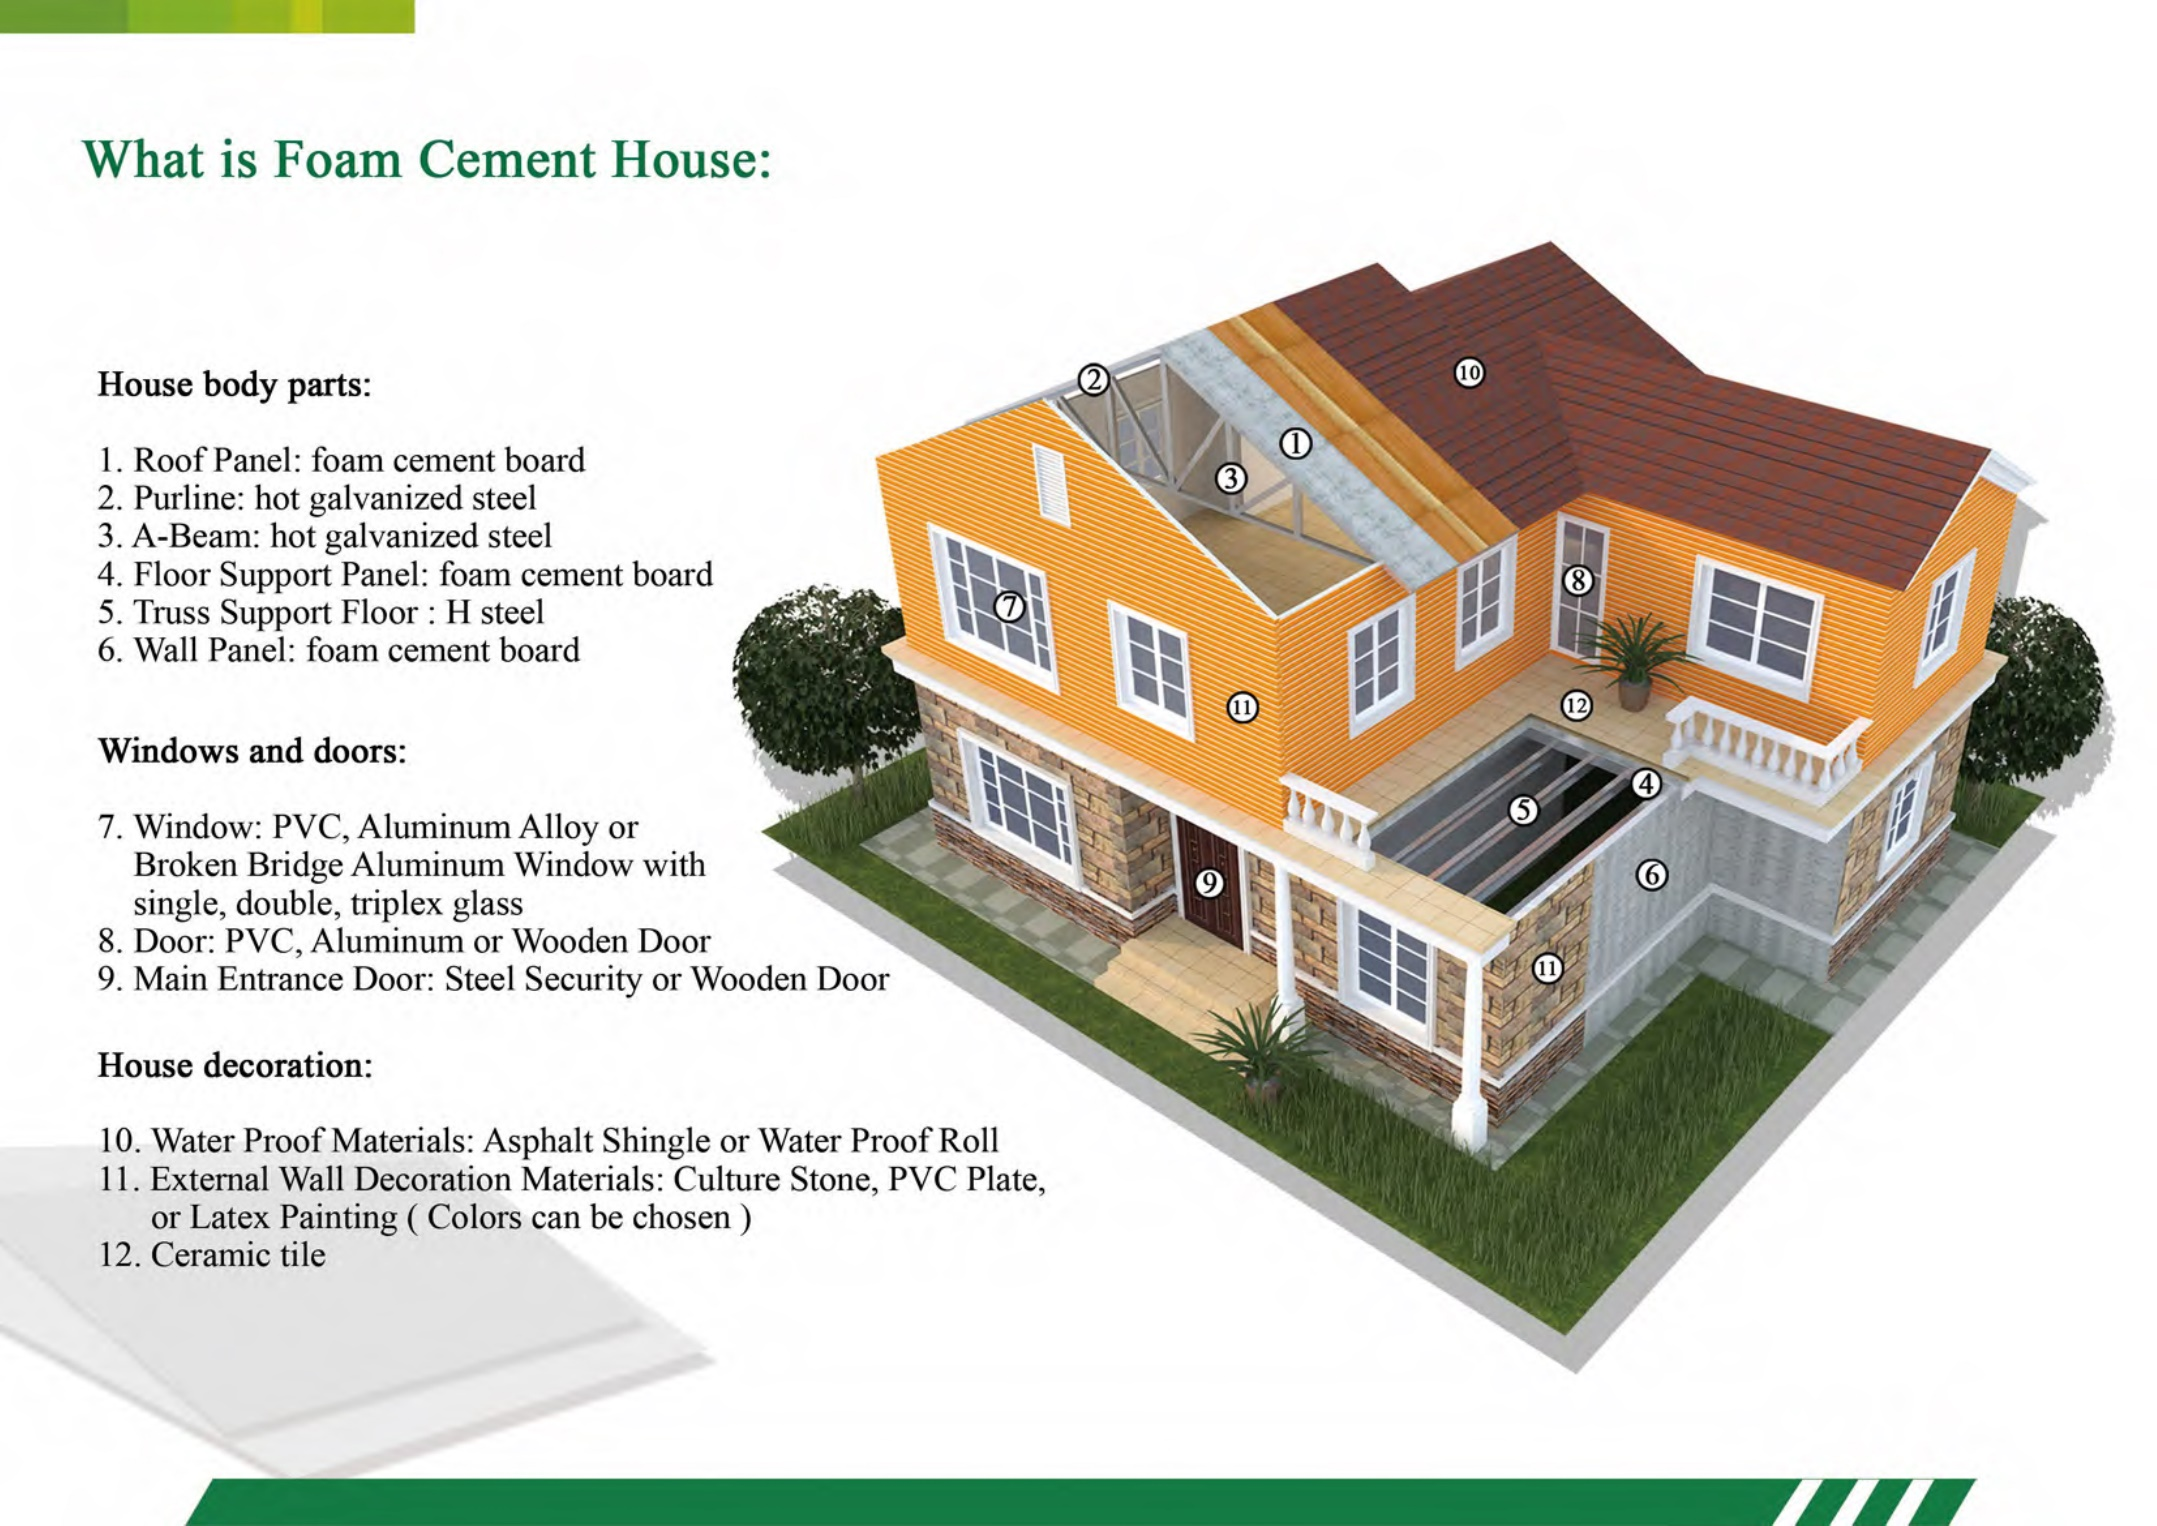 What is Foam Cement House:
House body parts:
1. Roof Panel: foam cement board
2. Purline: hot galvanized steel
3. A-Beam: hot galvanized steel
4. Floor Support Panel: foam cement board
5. Truss Support Floor : H steel
6. Wall Panel: foam cement board
Windows and doors:
7. Window: PVC, Aluminum Alloy or
Broken Bridge Aluminum Window with
single, double, triplex glass
8. Door: PVC, Aluminum or Wooden Door
9. Main Entrance Door: Steel Security or Wooden Door
House decoration:
10. Water Proof Materials: Asphalt Shingle or Water Proof Roll
11. External Wall Decoration Materials: Culture Stone, PVC Plate,
or Latex Painting ( Colors can be chosen )
12. Ceramic tile
2
10
1
3
8
7
11
12
4
5
6
9
11